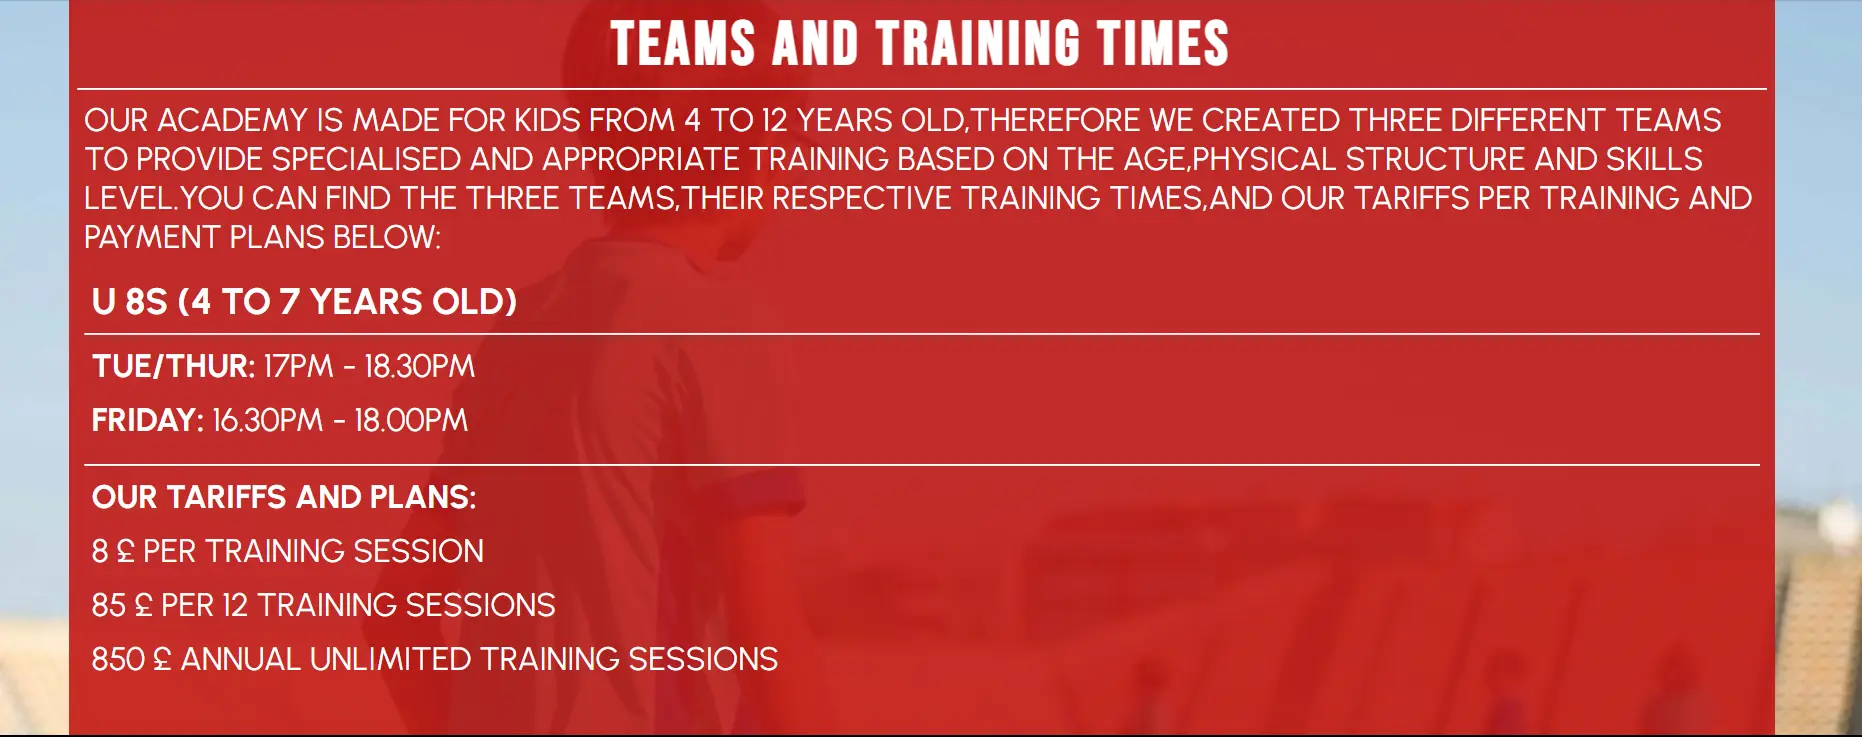 TEAMS AND TRAINING TIMES
OUR ACADEMY IS MADE FOR KIDS FROM 4 TO 12 YEARS OLD,THEREFORE WE CREATED THREE DIFFERENT TEAMS
TO PROVIDE SPECIALISED AND APPROPRIATE TRAINING BASED ON THE AGE,PHYSICAL STRUCTURE AND SKILLS
LEVEL.YOU CAN FIND THE THREE TEAMS,THEIR RESPECTIVE TRAINING TIMES,AND OUR TARIFFS PER TRAINING AND
PAYMENT PLANS BELOW:
U 8S (4 TO 7 YEARS OLD)
TUE/THUR: 17PM - 18.30PM
FRIDAY: 16.30PM - 18.00PM
OUR TARIFFS AND PLANS:
8 £ PER TRAINING SESSION
85 £ PER 12 TRAINING SESSIONS
850 £ ANNUAL UNLIMITED TRAINING SESSIONS